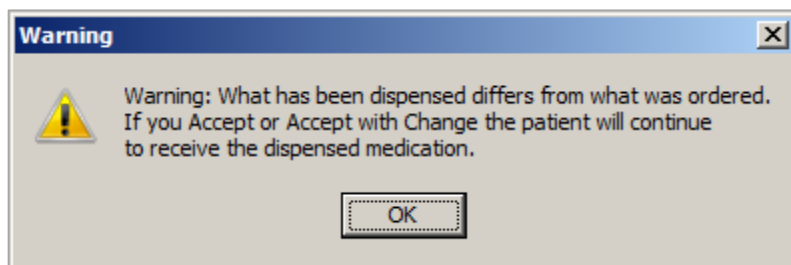 Warning
Warning: What has been dispensed differs from what was ordered.
If you Accept or Accept with Change the patient will continue
to receive the dispensed medication.
OK